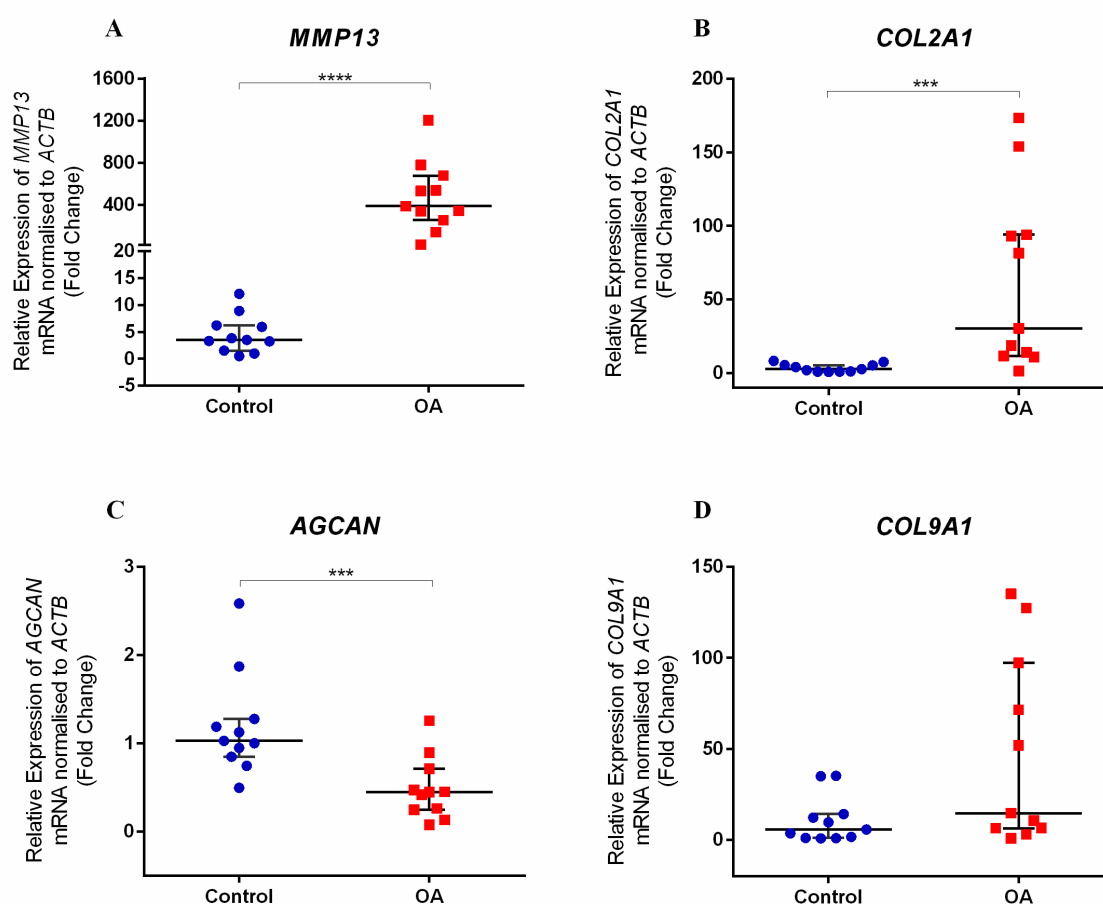 A
MMP13
Relative Expression of MMP13
mRNA normalised to ACTB
(Fold Change)
1600
1200
800
400
20
15
10
5
0
-5
****
Control
OA
B
COL2A1
Relative Expression of COL2A1
mRNA normalised to ACTB
(Fold Change)
200
150
100
50
0
***
Control
OA
C
AGCAN
Relative Expression of AGCAN
mRNA normalised to ACTB
(Fold Change)
3
2
1
0
***
Control
OA
D
COL9A1
Relative Expression of COL9A1
mRNA normalised to ACTB
(Fold Change)
150
100
50
0
Control
OA